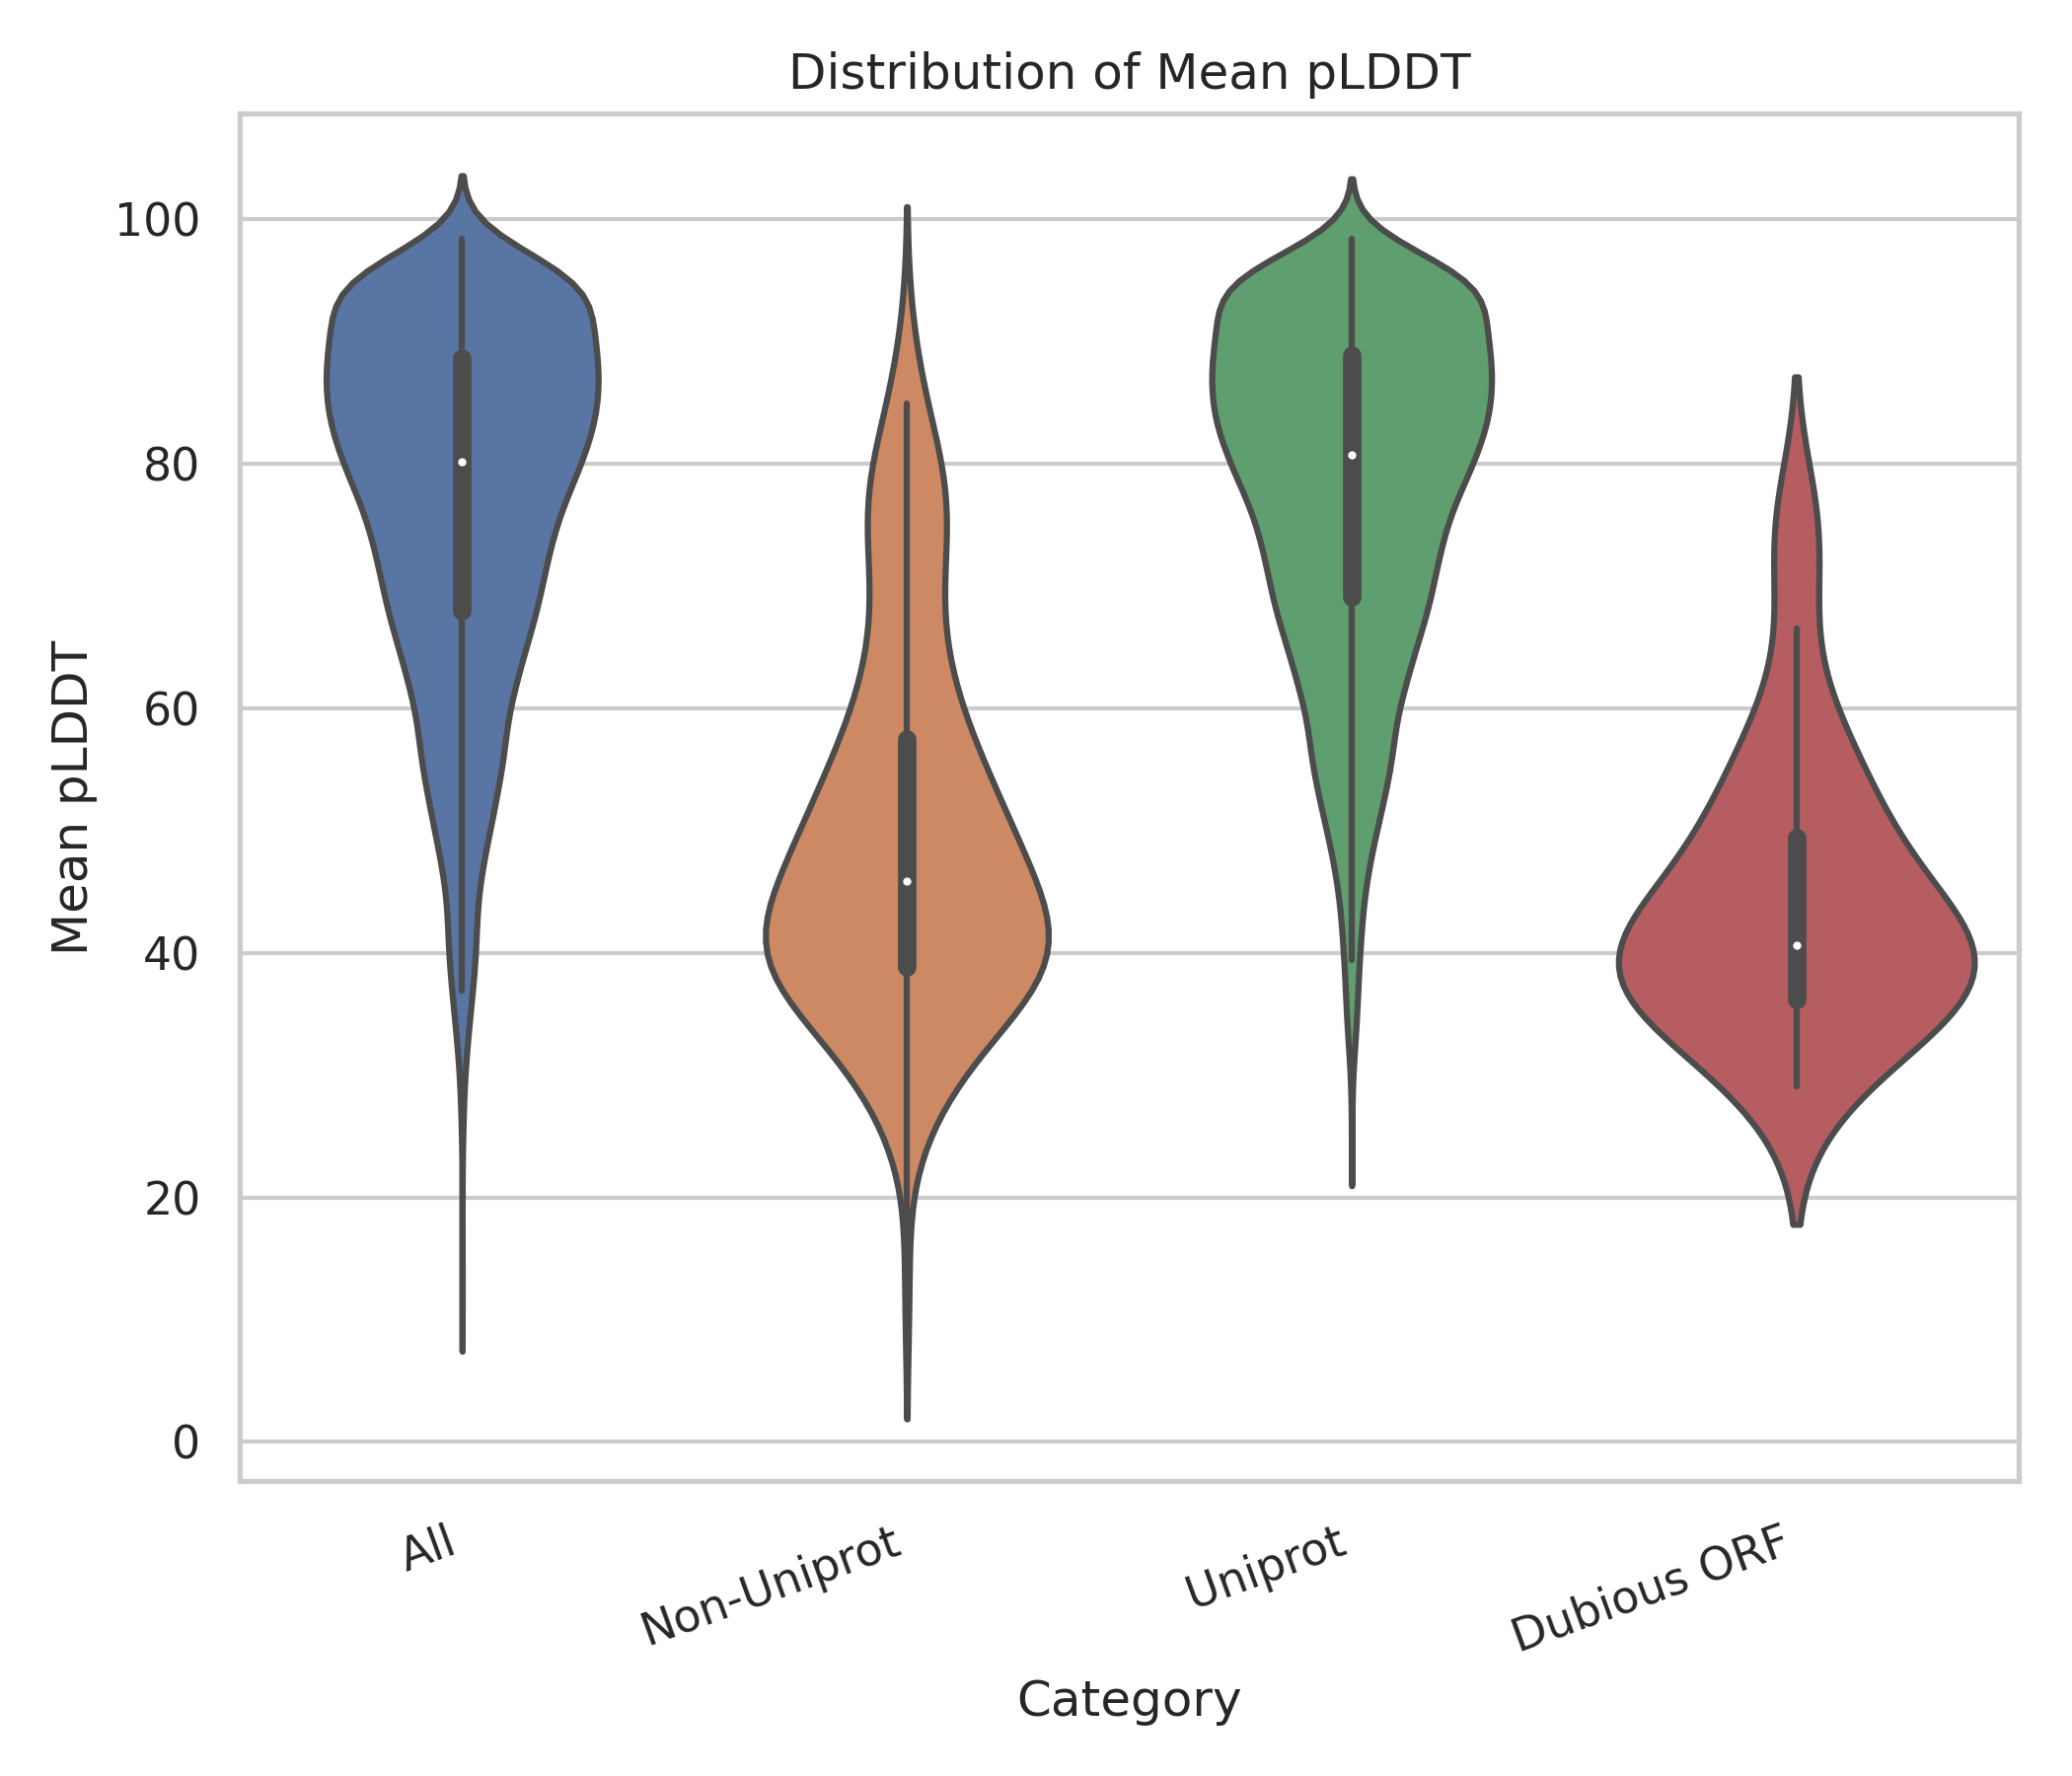 Distribution of Mean pLDDT
Mean pLDDT
100
80
60
40
20
0
All
Non-Uniprot
Uniprot
Dubious ORF
Category